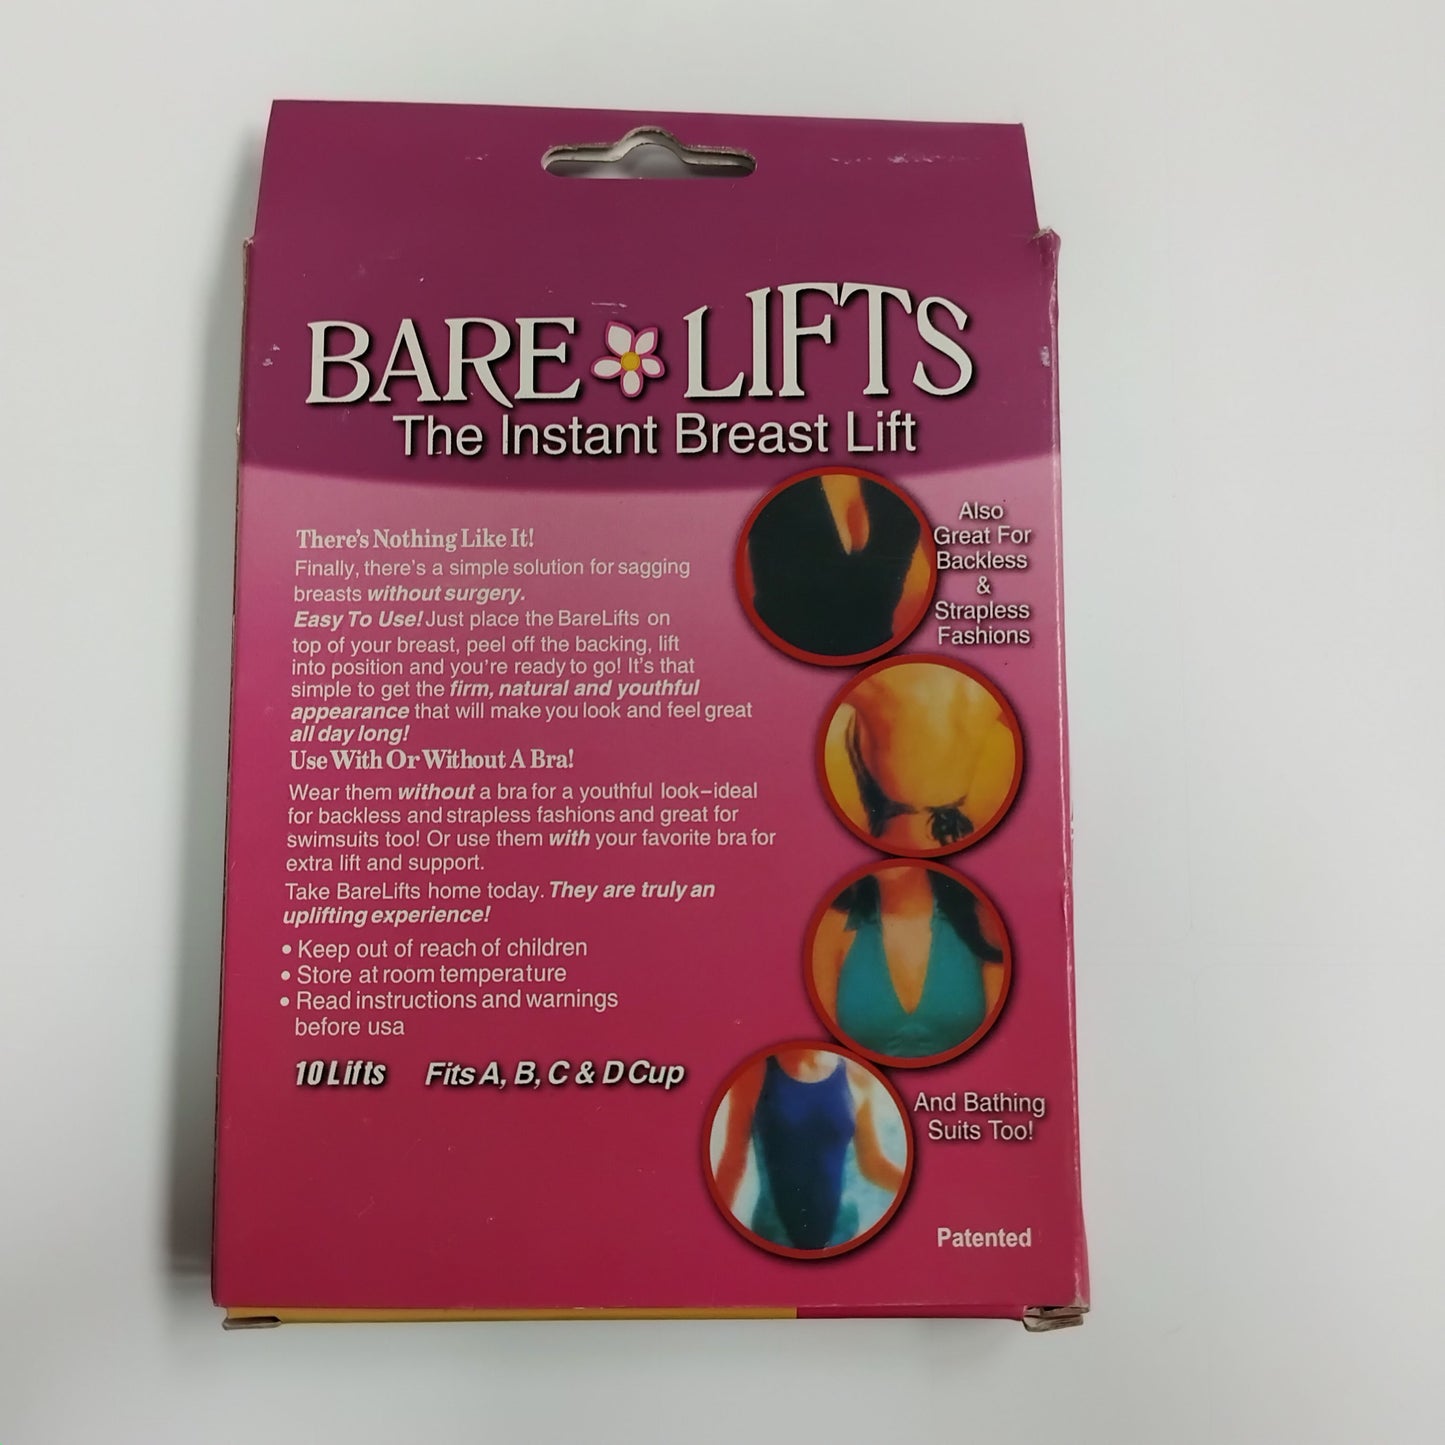 BARE LIFTS
The Instant Breast Lift
There's Nothing Like It!
Finally, there's a simple solution for sagging
breasts without surgery.
Easy To Use! Just place the BareLifts on
top of your breast, peel off the backing, lift
into position and you're ready to go! It's that
simple to get the firm, natural and youthful
appearance that will make you look and feel great
all day long!
Use With Or Without A Bra!
Wear them without a bra for a youthful look–ideal
for backless and strapless fashions and great for
swimsuits too! Or use them with your favorite bra for
extra lift and support.
Take BareLifts home today. They are truly an
uplifting experience!
• Keep out of reach of children
• Store at room temperature
• Read instructions and warnings
before usa
10 Lifts Fits A, B, C & D Cup
Also
Great For
Backless
&
Strapless
Fashions
And Bathing
Suits Too!
Patented